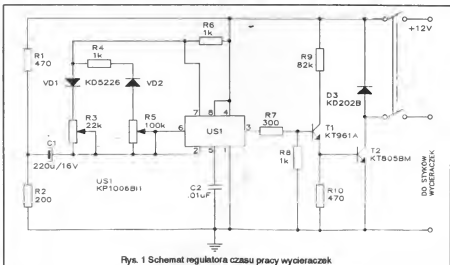 R1
470
R4
1k
R6
1k
VD1
KD5226
VD2
R3
22k
R5
100k
C1
220u/16V
R2
200
US1
KP1006BI1
7
8
4
6
US1
3
2
5
1
C2
.01uF
R7
300
R8
1k
R9
82k
T1
KT961A
R10
470
D3
KD202B
T2
KT805BM
+12V
DO STYKÓW
WYCIERACZEK
Rys. 1 Schemat regulatora czasu pracy wycieraczek